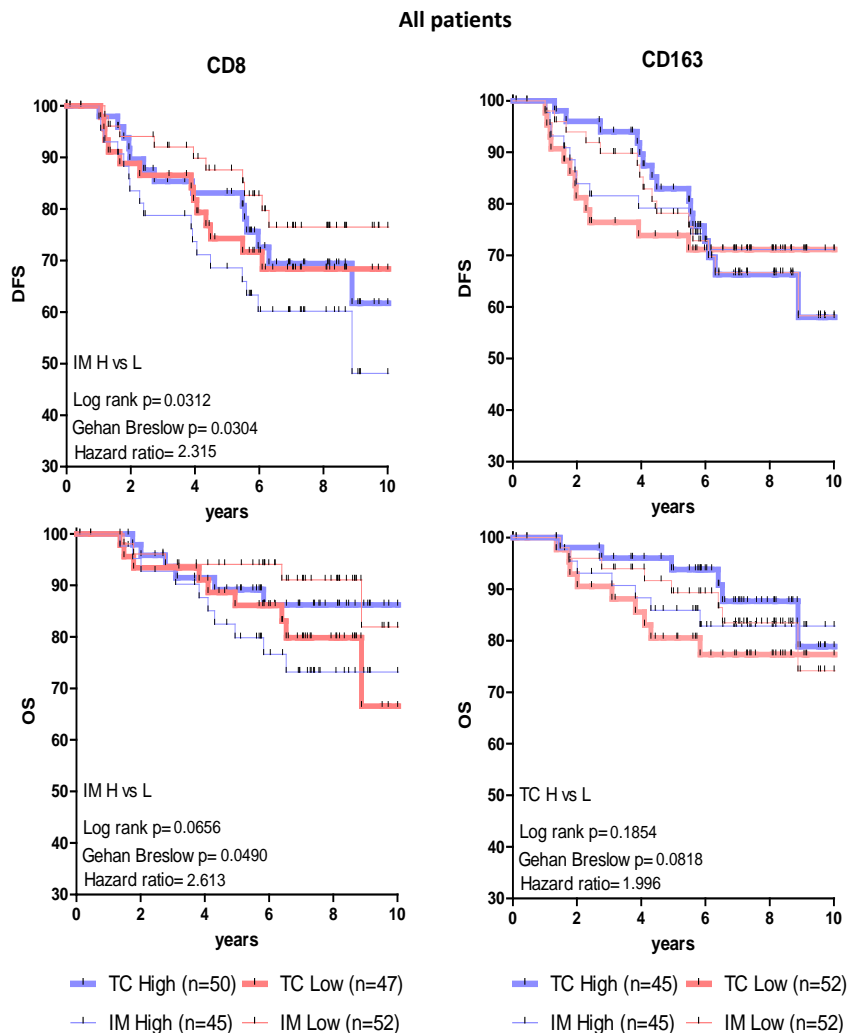 All patients
CD8
CD163
100
90
80
70
60
50
40
30
DFS
IM H vs L
Log rank p= 0.0312
Gehan Breslow p= 0.0304
Hazard ratio= 2.315
0 2 4 6 8 10
years
100
90
80
70
60
50
40
30
DFS
0 2 4 6 8 10
years
100
90
80
70
60
50
40
30
OS
IM H vs L
Log rank p= 0.0656
Gehan Breslow p= 0.0490
Hazard ratio= 2.613
0 2 4 6 8 10
years
100
90
80
70
60
50
40
30
OS
TC H vs L
Log rank p= 0.1854
Gehan Breslow p= 0.0818
Hazard ratio= 1.996
0 2 4 6 8 10
years
TC High (n=50) TC Low (n=47)
IM High (n=45) IM Low (n=52)
TC High (n=45) TC Low (n=52)
IM High (n=45) IM Low (n=52)